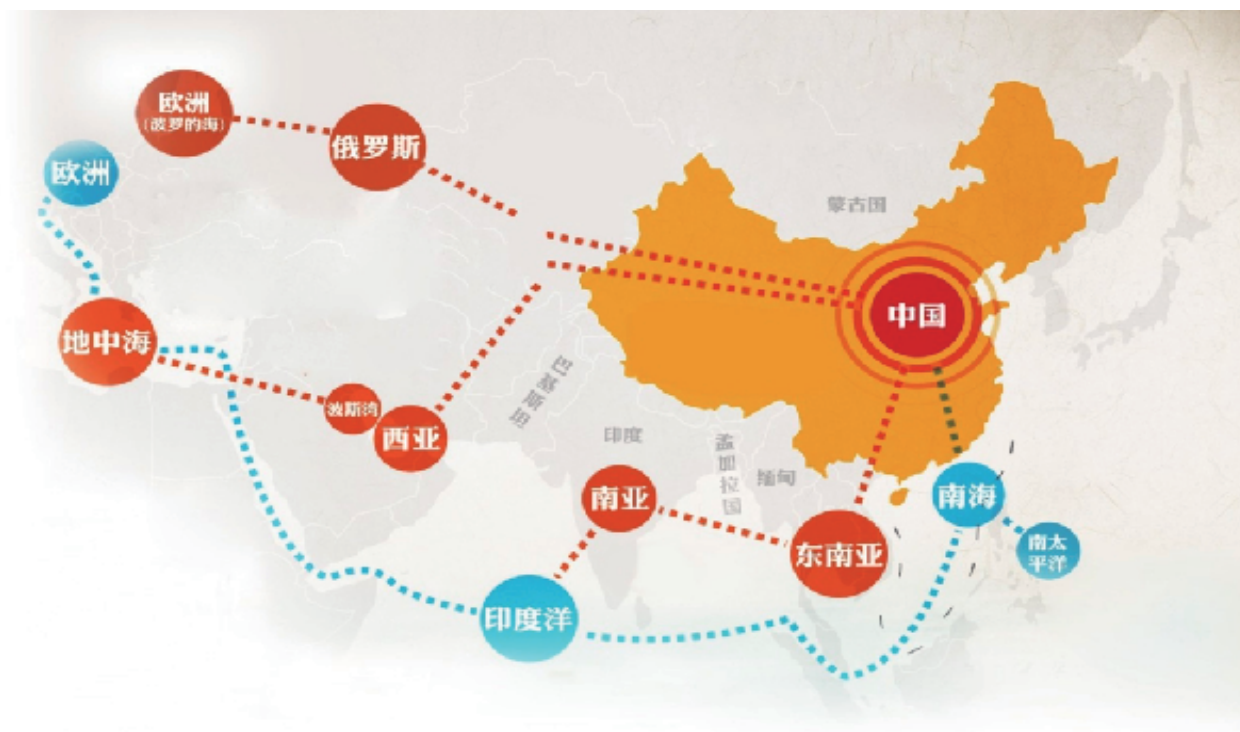 欧洲
(波罗的海)
俄罗斯
欧洲
蒙古国
中国
地中海
波斯湾
西亚
巴基斯坦
印度
孟加拉国
缅甸
南亚
南海
东南亚
南太
平洋
印度洋